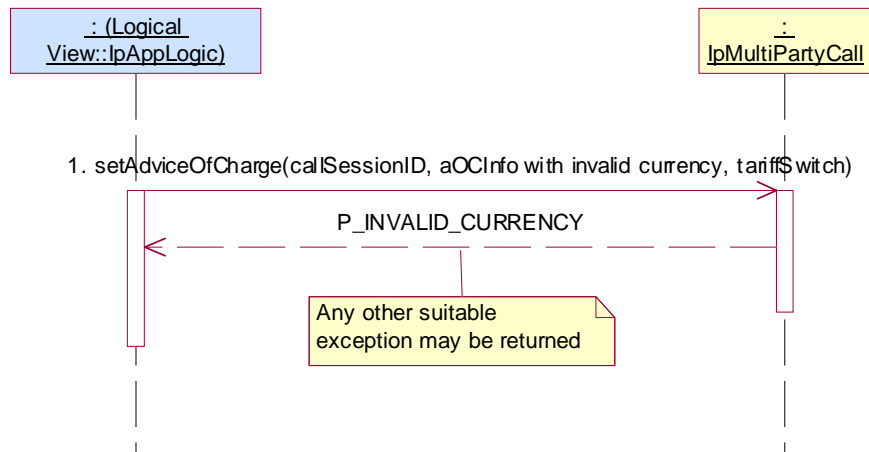 : (Logical
View::IpAppLogic)
:
IpMultiPartyCall
1. setAdviceOfCharge(callSessionID, aOCInfo with invalid currency, tariffSwitch)
P_INVALID_CURRENCY
Any other suitable
exception may be returned